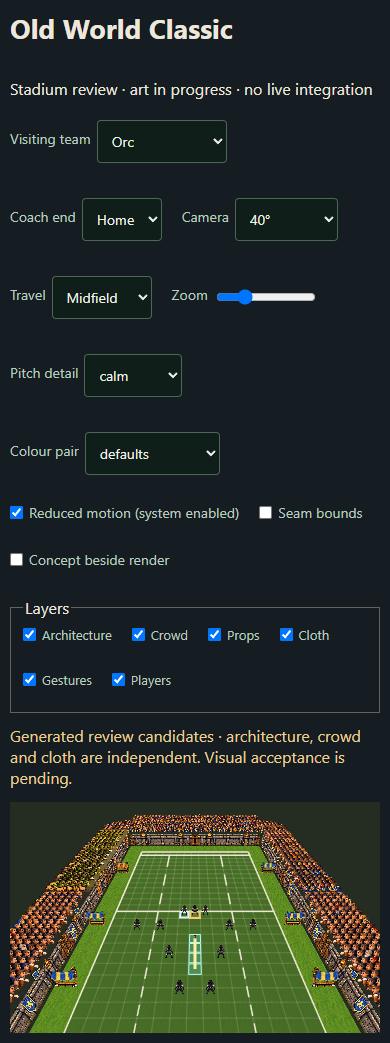 Old World Classic
Stadium review · art in progress · no live integration
Visiting team Orc
Coach end Home Camera 40°
Travel Midfield Zoom
Pitch detail calm
Colour pair defaults
Reduced motion (system enabled) Seam bounds
Concept beside render
Layers
Architecture Crowd Props Cloth
Gestures Players
Generated review candidates · architecture, crowd
and cloth are independent. Visual acceptance is
pending.